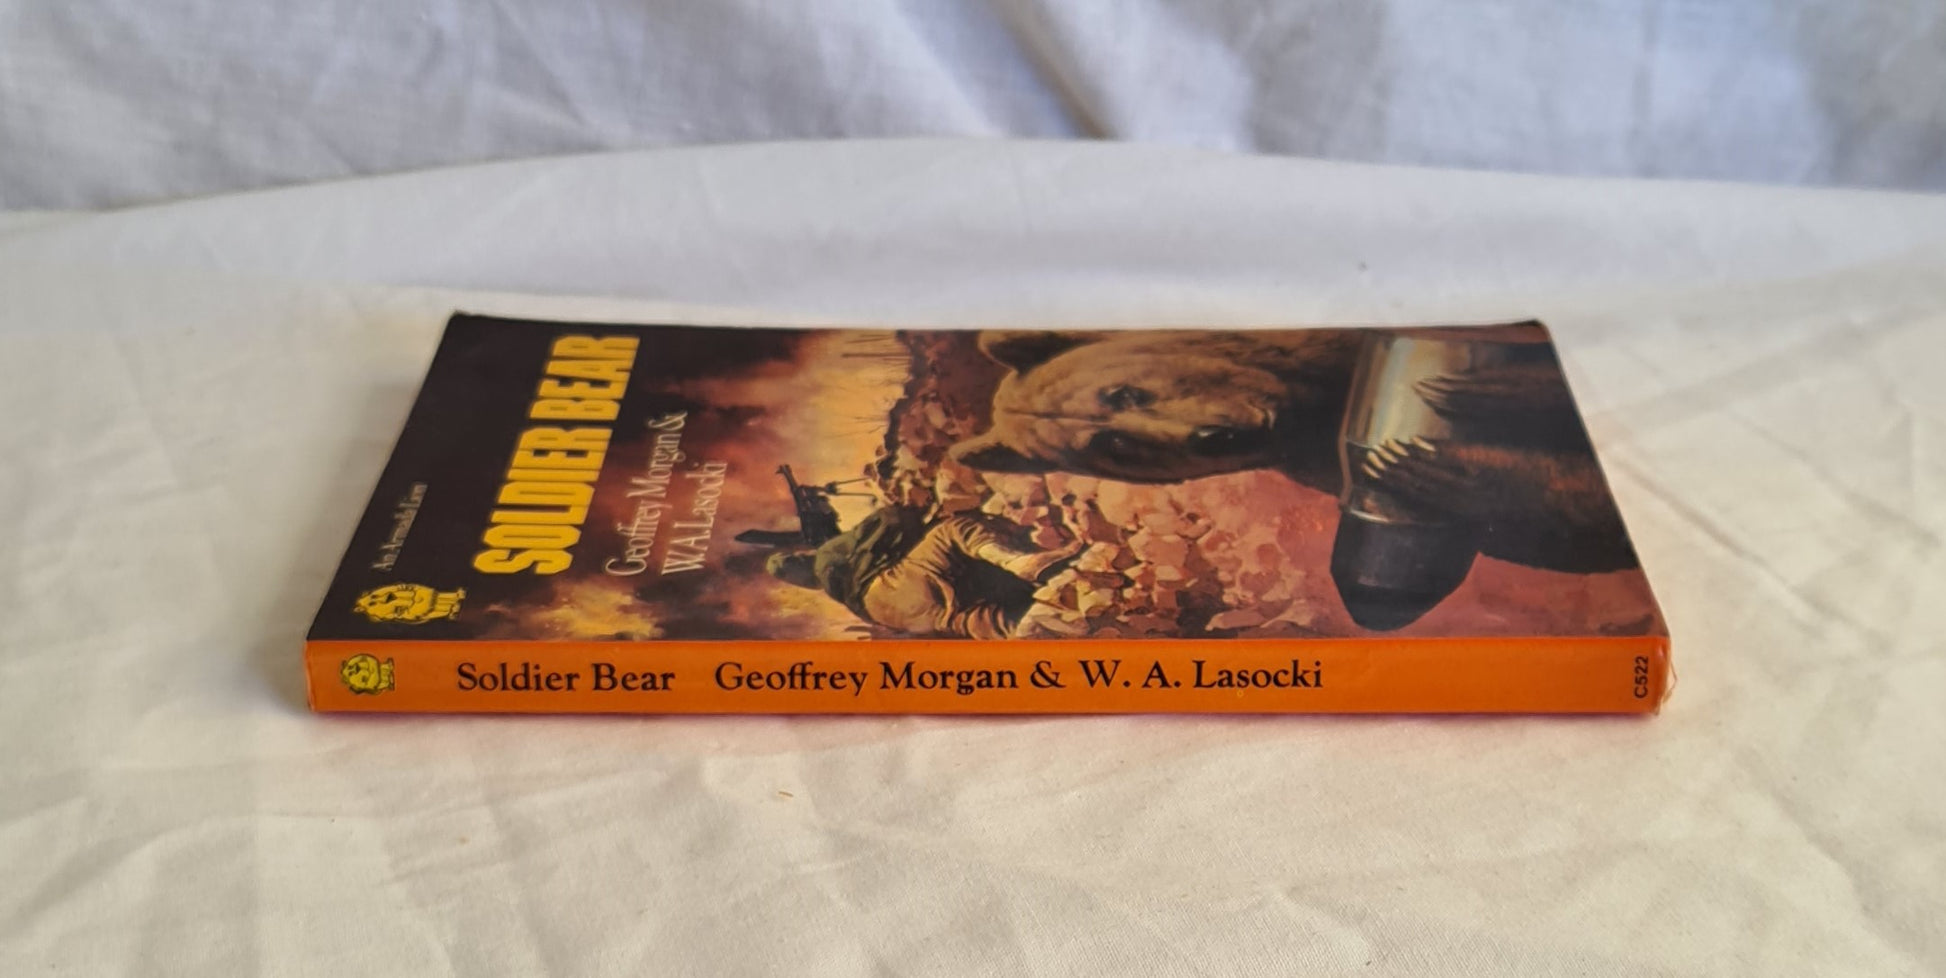 An Armada Lion
SOLDIER BEAR
Geoffrey Morgan &
W.A.Lasocki
Soldier Bear Geoffrey Morgan & W. A. Lasocki
C522